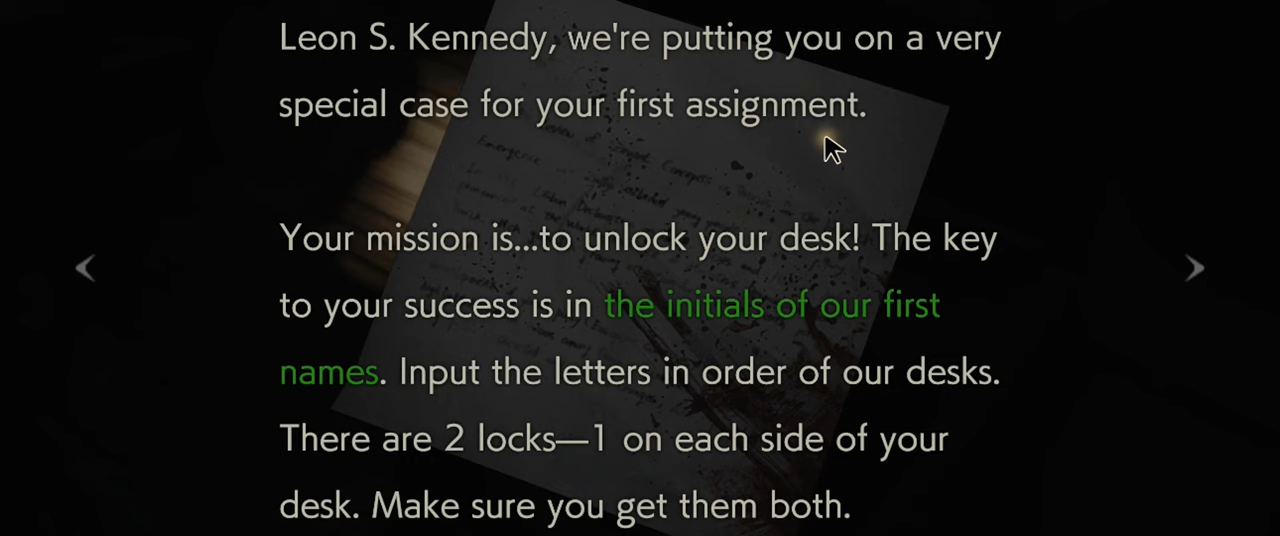 Leon S. Kennedy, we're putting you on a very
special case for your first assignment.
Your mission is...to unlock your desk! The key
to your success is in the initials of our first
names. Input the letters in order of our desks.
There are 2 locks—1 on each side of your
desk. Make sure you get them both.